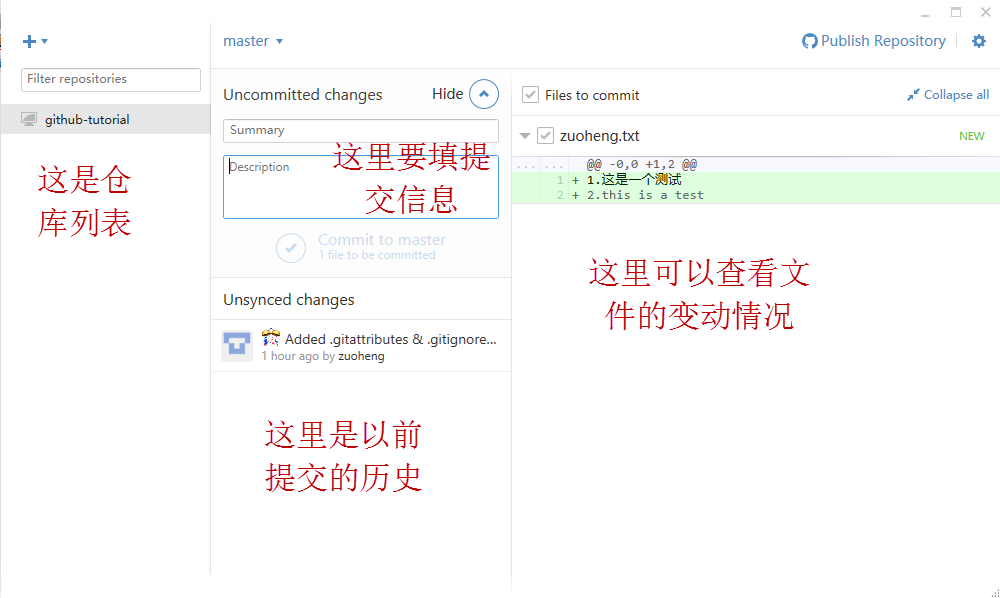 master
Publish Repository
Filter repositories
github-tutorial
这是仓
库列表
Uncommitted changes
Hide
Summary
Description
这里要填提
交信息
Commit to master
1 file to be committed
Unsynced changes
Added .gitattributes & .gitignore...
1 hour ago by zuoheng
这里是以前
提交的历史
Files to commit
Collapse all
zuoheng.txt
NEW
... ... @@ -0,0 +1,2 @@
1 + 1.这是一个测试
2 + 2.this is a test
这里可以查看文
件的变动情况